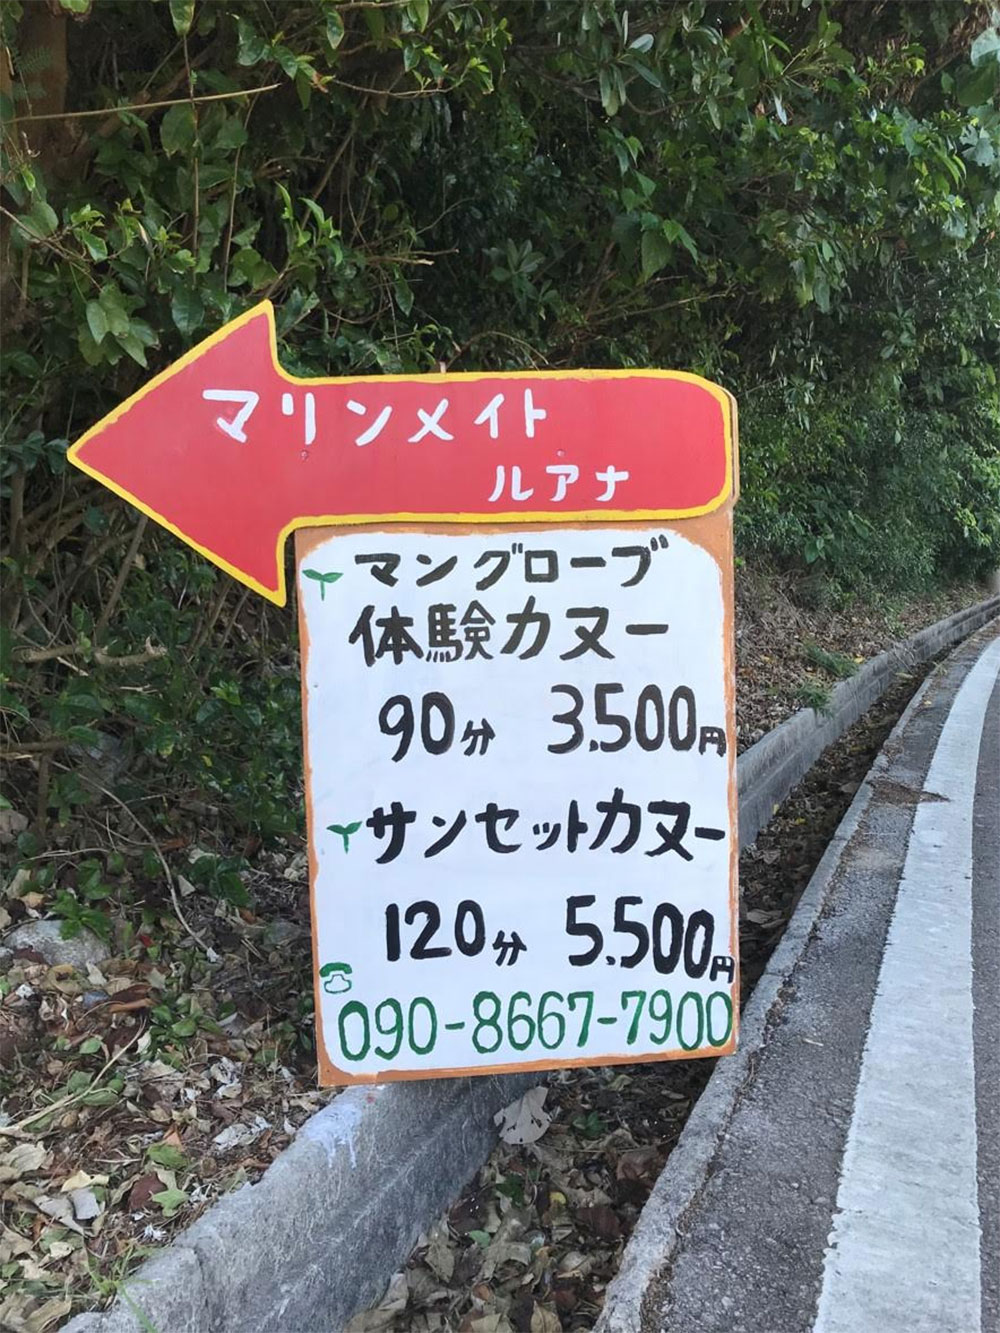 マリンメイト
ルアナ
マングローブ
体験カヌー
90分 3.500円
サンセットカヌー
120分 5.500円
090-8667-7900